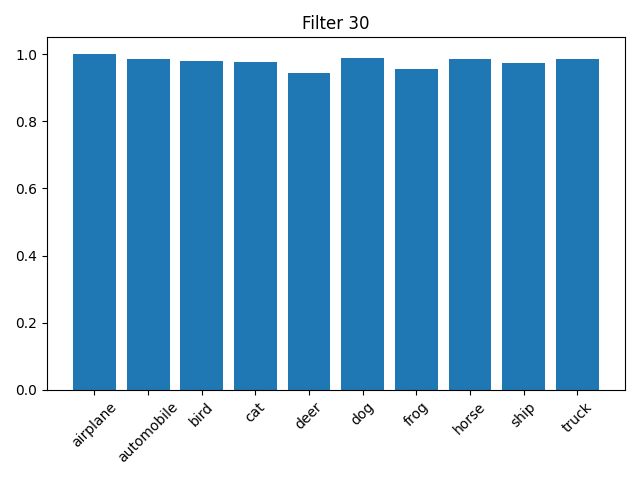 Filter 30
1.0
0.8
0.6
0.4
0.2
0.0
airplane
automobile
bird
cat
deer
dog
frog
horse
ship
truck